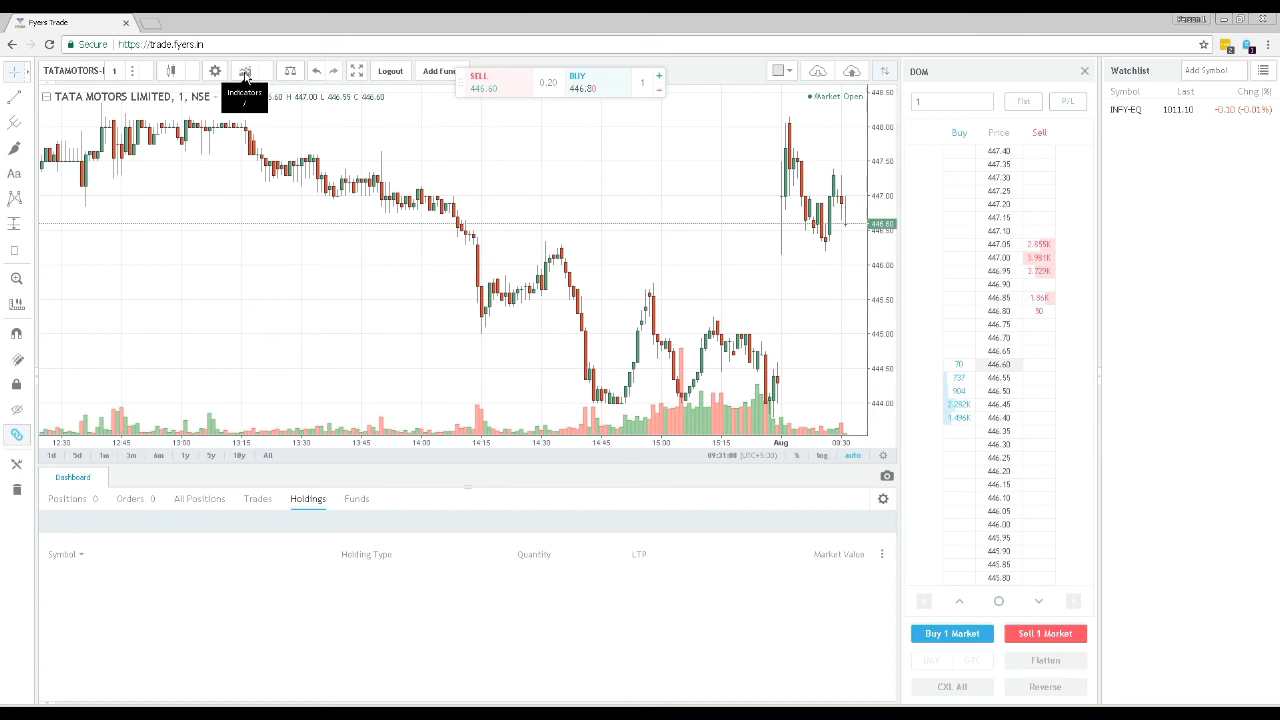 Fyers Trade
Person 1
Secure https://trade.fyers.in
TATAMOTORS-I 1 Logout Add Fun
SELL
446.60
0.20
BUY
446.80
1
Indicators
/
TATA MOTORS LIMITED, 1, NSE
H 447.00 L 446.55 C 446.60
Market Open
448.50
448.00
447.50
447.00
446.60
446.50
446.00
445.50
445.00
444.50
444.00
12:30 12:45 13:00 13:15 13:30 13:45 14:00 14:15 14:30 14:45 15:00 15:15 Aug 09:30
1d 5d 1m 3m 6m 1y 5y 10y All
09:31:08 (UTC+5:30) % log auto
Dashboard
Positions 0 Orders 0 All Positions Trades Holdings Funds
Symbol Holding Type Quantity LTP Market Value
DOM
1 Flat P/L
Buy Price Sell
447.40
447.35
447.30
447.25
447.20
447.15
447.10
447.05 2.855K
447.00 5.981K
446.95 3.729K
446.90
446.85 1.86K
446.80 50
446.75
446.70
446.65
70 446.60
737 446.55
904 446.50
2.282K 446.45
1.496K 446.40
446.35
446.30
446.25
446.20
446.15
446.10
446.05
446.00
445.95
445.90
445.85
445.80
Buy 1 Market Sell 1 Market
DAY GTC Flatten
CXL All Reverse
Watchlist Add Symbol
Symbol Last Chng (%)
INFY-EQ 1011.10 -0.10 (-0.01%)